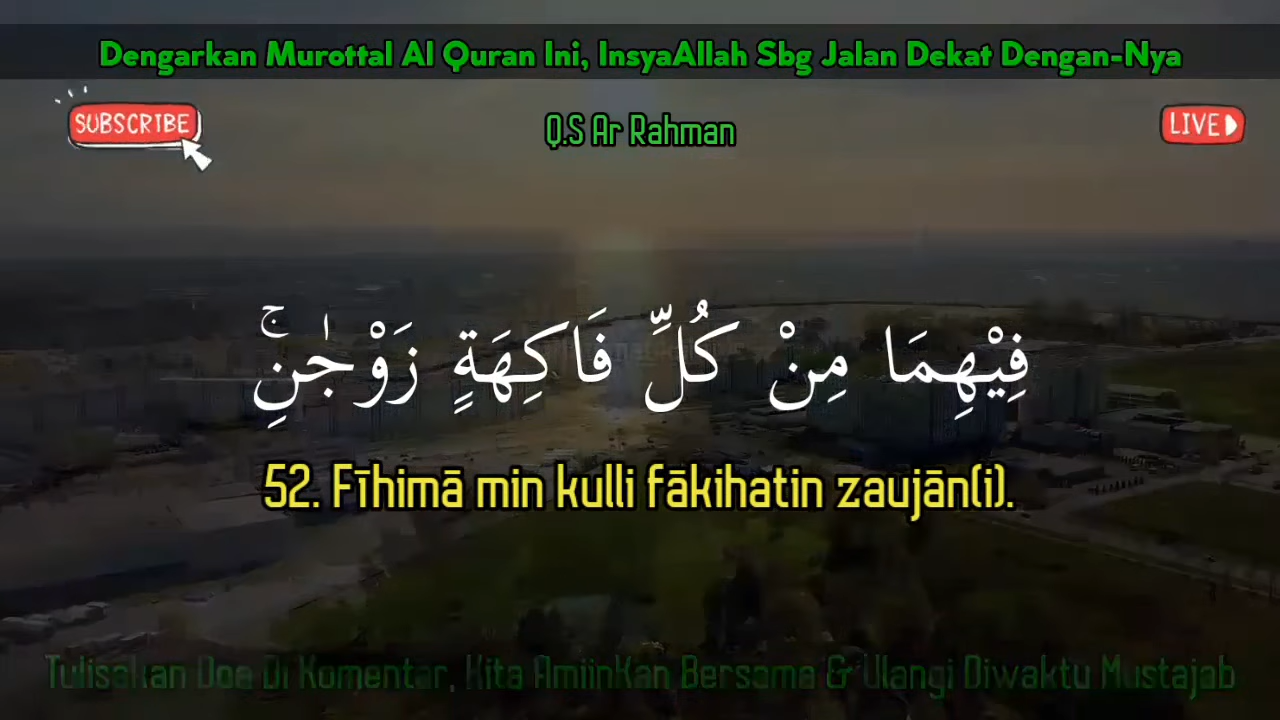 Dengarkan Murottal Al Quran Ini, InsyaAllah Sbg Jalan Dekat Dengan-Nya
SUBSCRIBE
Q.S Ar Rahman
LIVE
فِيْهِمَا مِنْ كُلِّ فَاكِهَةٍ زَوْجٰنِۚ
52. Fīhimā min kulli fākihatin zaujān(i).
Tuliskan Doa Di Komentar, Kita AmiinKan Bersama & Ulangi Diwaktu Mustajab